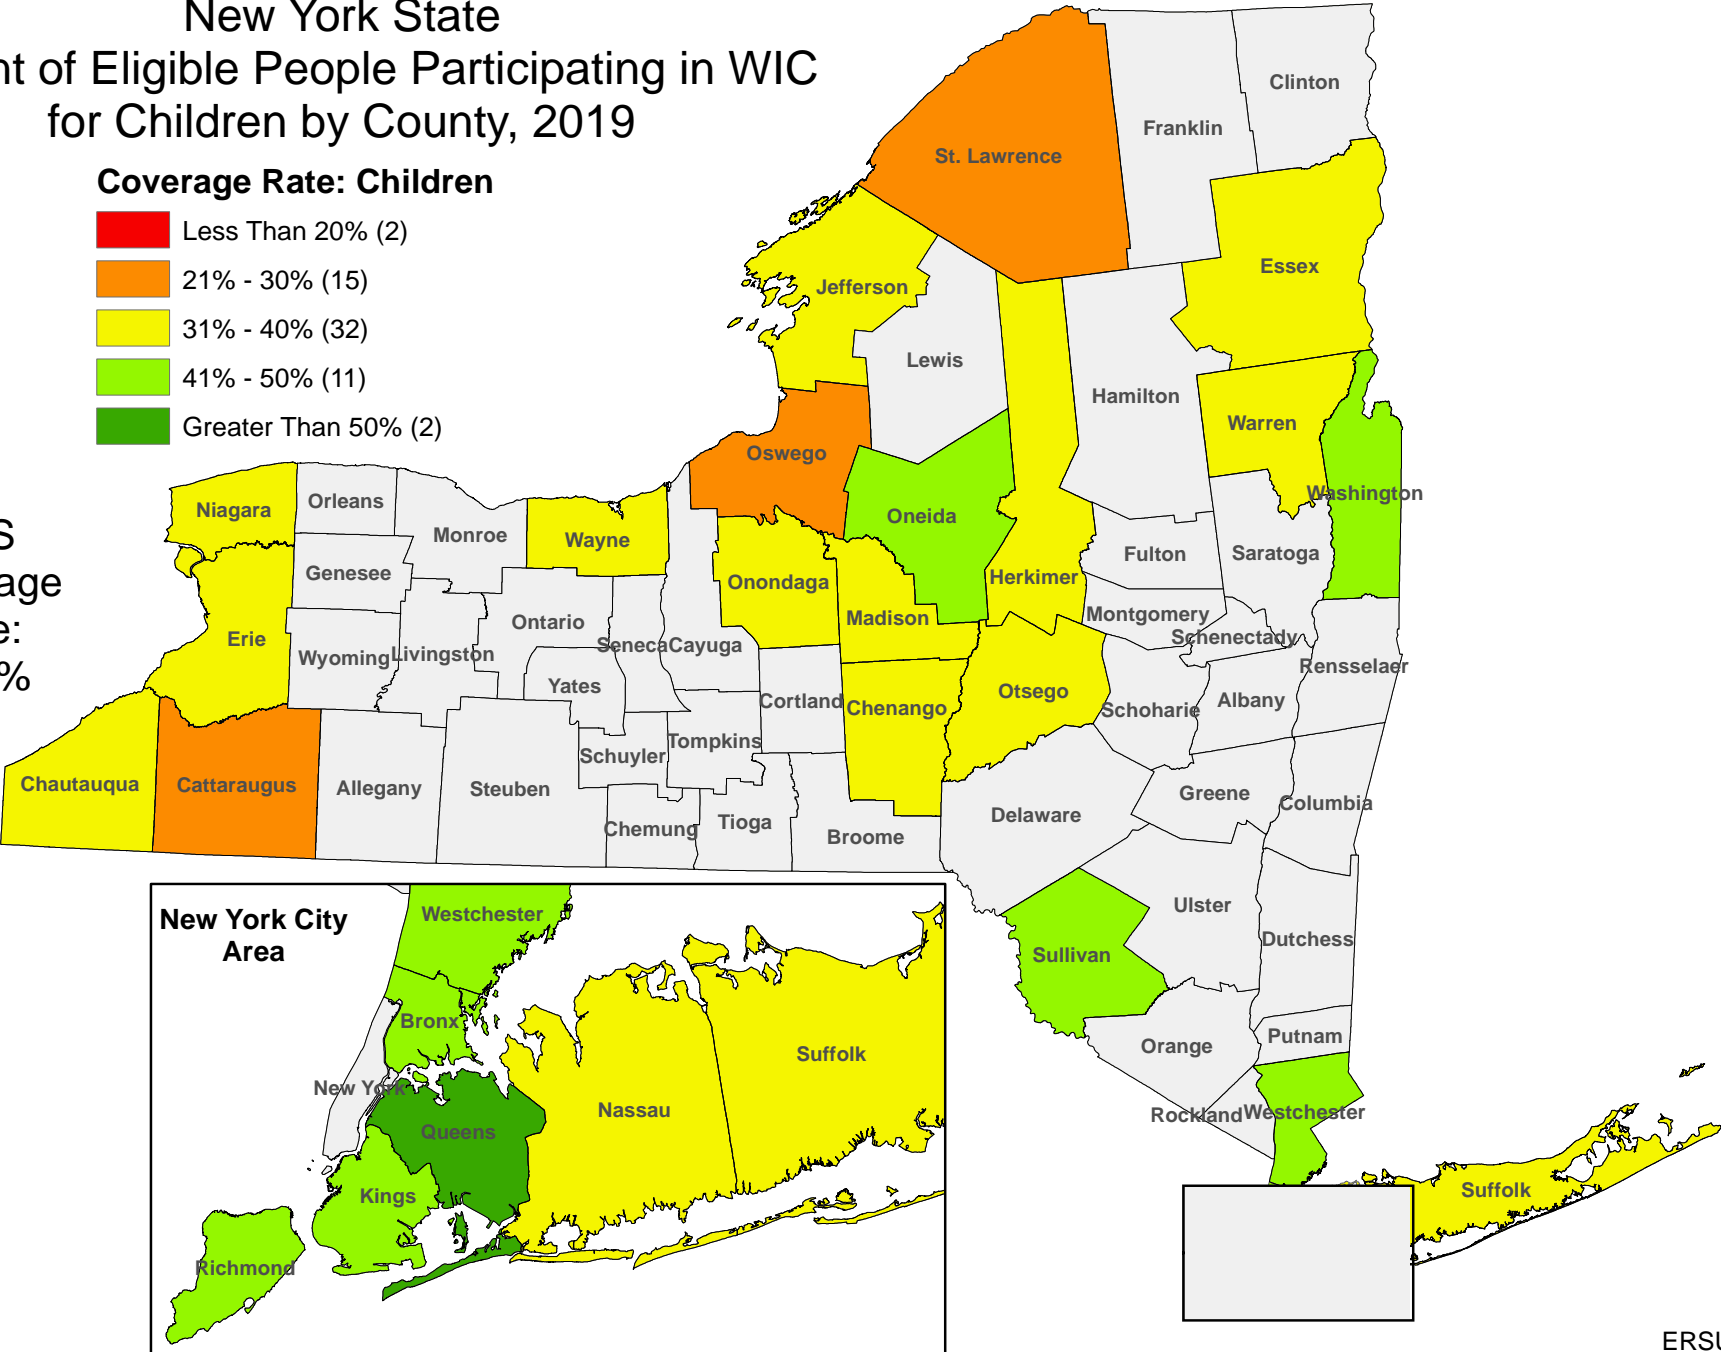 New York State
nt of Eligible People Participating in WIC
for Children by County, 2019
Coverage Rate: Children
Less Than 20% (2)
21% - 30% (15)
31% - 40% (32)
41% - 50% (11)
Greater Than 50% (2)
S
age
e:
%
Clinton
Franklin
St. Lawrence
Essex
Jefferson
Lewis
Hamilton
Warren
Oswego
Washington
Niagara
Orleans
Oneida
Monroe
Wayne
Fulton
Saratoga
Genesee
Onondaga
Herkimer
Montgomery
Madison
Ontario
Schenectady
Erie
Seneca
Cayuga
Wyoming
Livingston
Rensselaer
Yates
Otsego
Cortland
Albany
Chenango
Schoharie
Tompkins
Schuyler
Chautauqua
Cattaraugus
Allegany
Steuben
Greene
Columbia
Delaware
Tioga
Chemung
Broome
Ulster
Dutchess
Sullivan
Putnam
Orange
Rockland
Westchester
Suffolk
New York City
Area
Westchester
Bronx
Suffolk
New York
Nassau
Queens
Kings
Richmond
ERSU